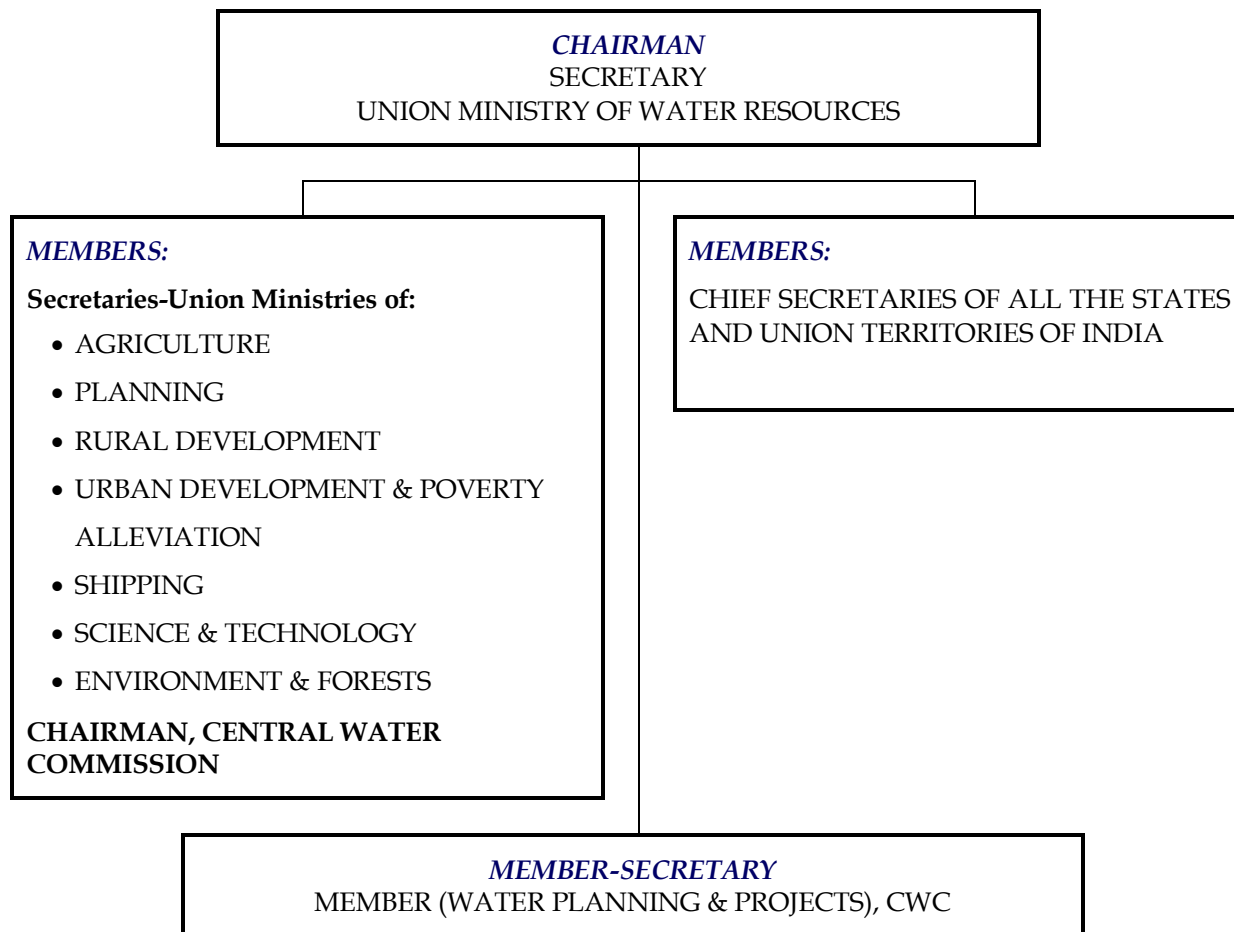 CHAIRMAN
SECRETARY
UNION MINISTRY OF WATER RESOURCES
MEMBERS:
Secretaries-Union Ministries of:
• AGRICULTURE
• PLANNING
• RURAL DEVELOPMENT
• URBAN DEVELOPMENT & POVERTY
ALLEVIATION
• SHIPPING
• SCIENCE & TECHNOLOGY
• ENVIRONMENT & FORESTS
CHAIRMAN, CENTRAL WATER
COMMISSION
MEMBERS:
CHIEF SECRETARIES OF ALL THE STATES
AND UNION TERRITORIES OF INDIA
MEMBER-SECRETARY
MEMBER (WATER PLANNING & PROJECTS), CWC